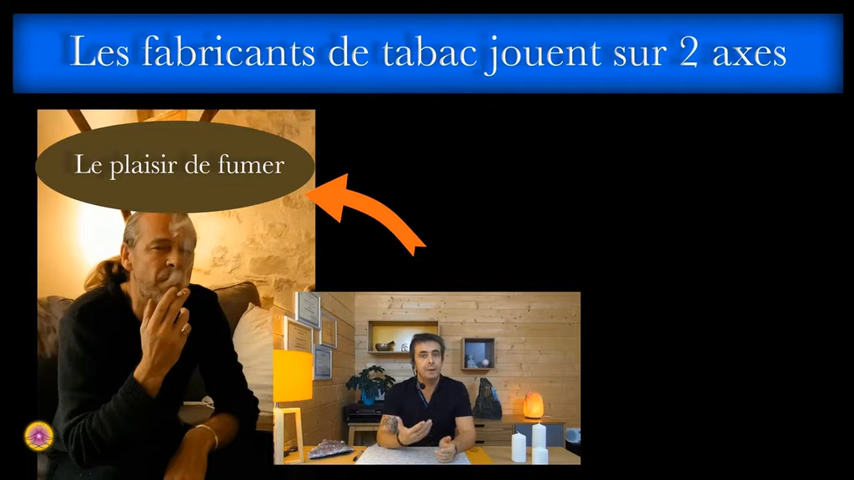 Les fabricants de tabac jouent sur 2 axes
Le plaisir de fumer